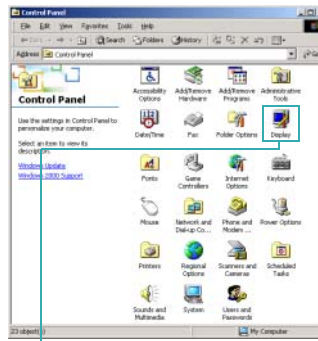 Control Panel
File Edit View Favorites Tools Help
Search Folders History
Address Control Panel
Control Panel
Use the settings in Control Panel to
personalize your computer.
Select an item to view its
description.
Windows Update
Windows 2000 Support
Accessibility Options
Add/Remove Hardware
Add/Remove Programs
Administrative Tools
Date/Time
Fax
Folder Options
Display
Fonts
Game Controllers
Internet Options
Keyboard
Mouse
Network and Dial-up Co...
Phone and Modem ...
Power Options
Printers
Regional Options
Scanners and Cameras
Scheduled Tasks
Sounds and Multimedia
System
Users and Passwords
23 object(s)
My Computer